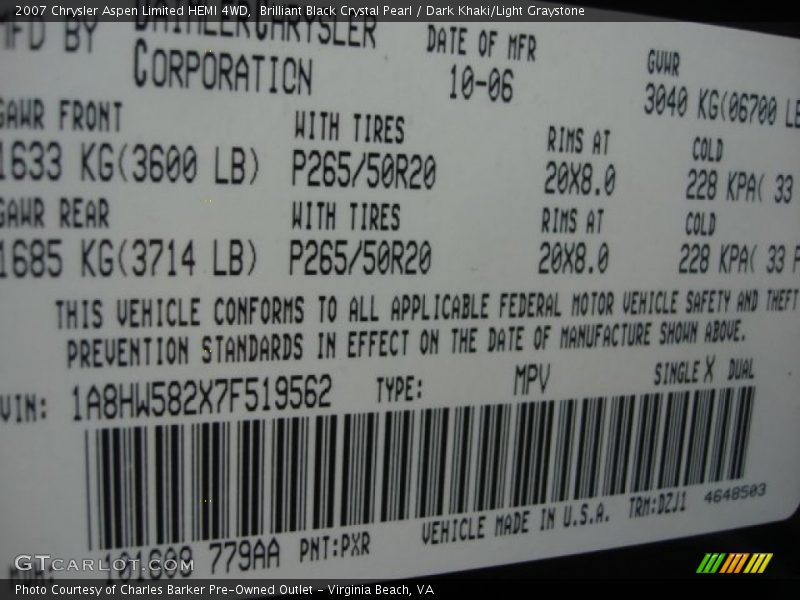 2007 Chrysler Aspen Limited HEMI 4WD, Brilliant Black Crystal Pearl / Dark Khaki/Light Graystone
MFD BY DAIMLERCHRYSLER DATE OF MFR GVWR
CORPORATION 10-06 3040 KG(06700 LB
GAWR FRONT WITH TIRES RIMS AT COLD
1633 KG(3600 LB) P265/50R20 20X8.0 228 KPA( 33
GAWR REAR WITH TIRES RIMS AT COLD
1685 KG(3714 LB) P265/50R20 20X8.0 228 KPA( 33 P
THIS VEHICLE CONFORMS TO ALL APPLICABLE FEDERAL MOTOR VEHICLE SAFETY AND THEFT
PREVENTION STANDARDS IN EFFECT ON THE DATE OF MANUFACTURE SHOWN ABOVE.
VIN: 1A8HW582X7F519562 TYPE: MPV SINGLE X DUAL
MDH: 101608 779AA PNT:PXR VEHICLE MADE IN U.S.A. TRM:DZJ1 4648503
GTcarlot.com
Photo Courtesy of Charles Barker Pre-Owned Outlet - Virginia Beach, VA